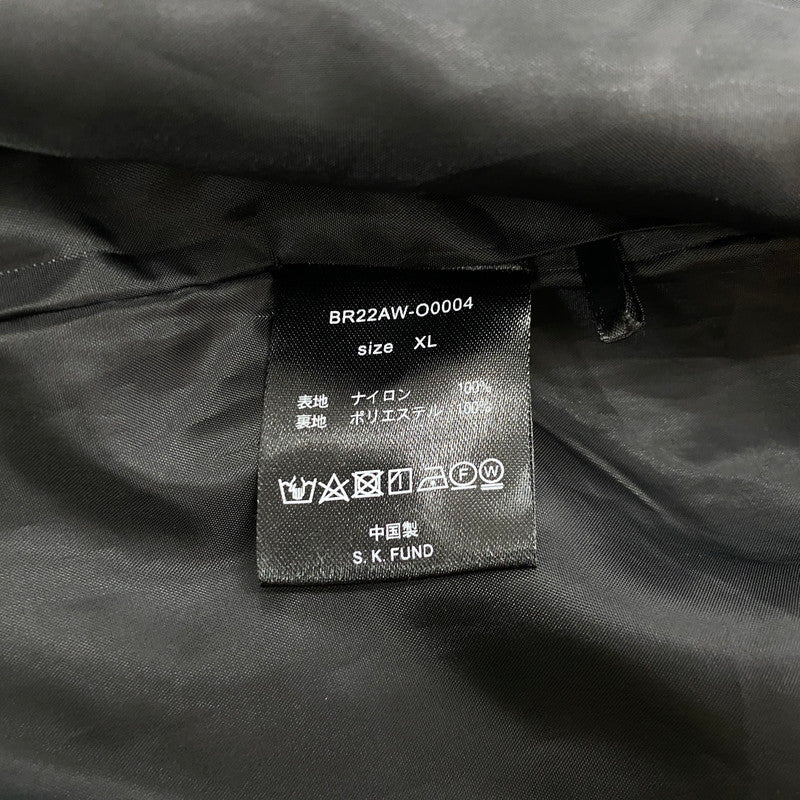 BR22AW-O0004
size XL
表地 ナイロン 100%
裏地 ポリエステル 100%
F W
中国製
S. K. FUND